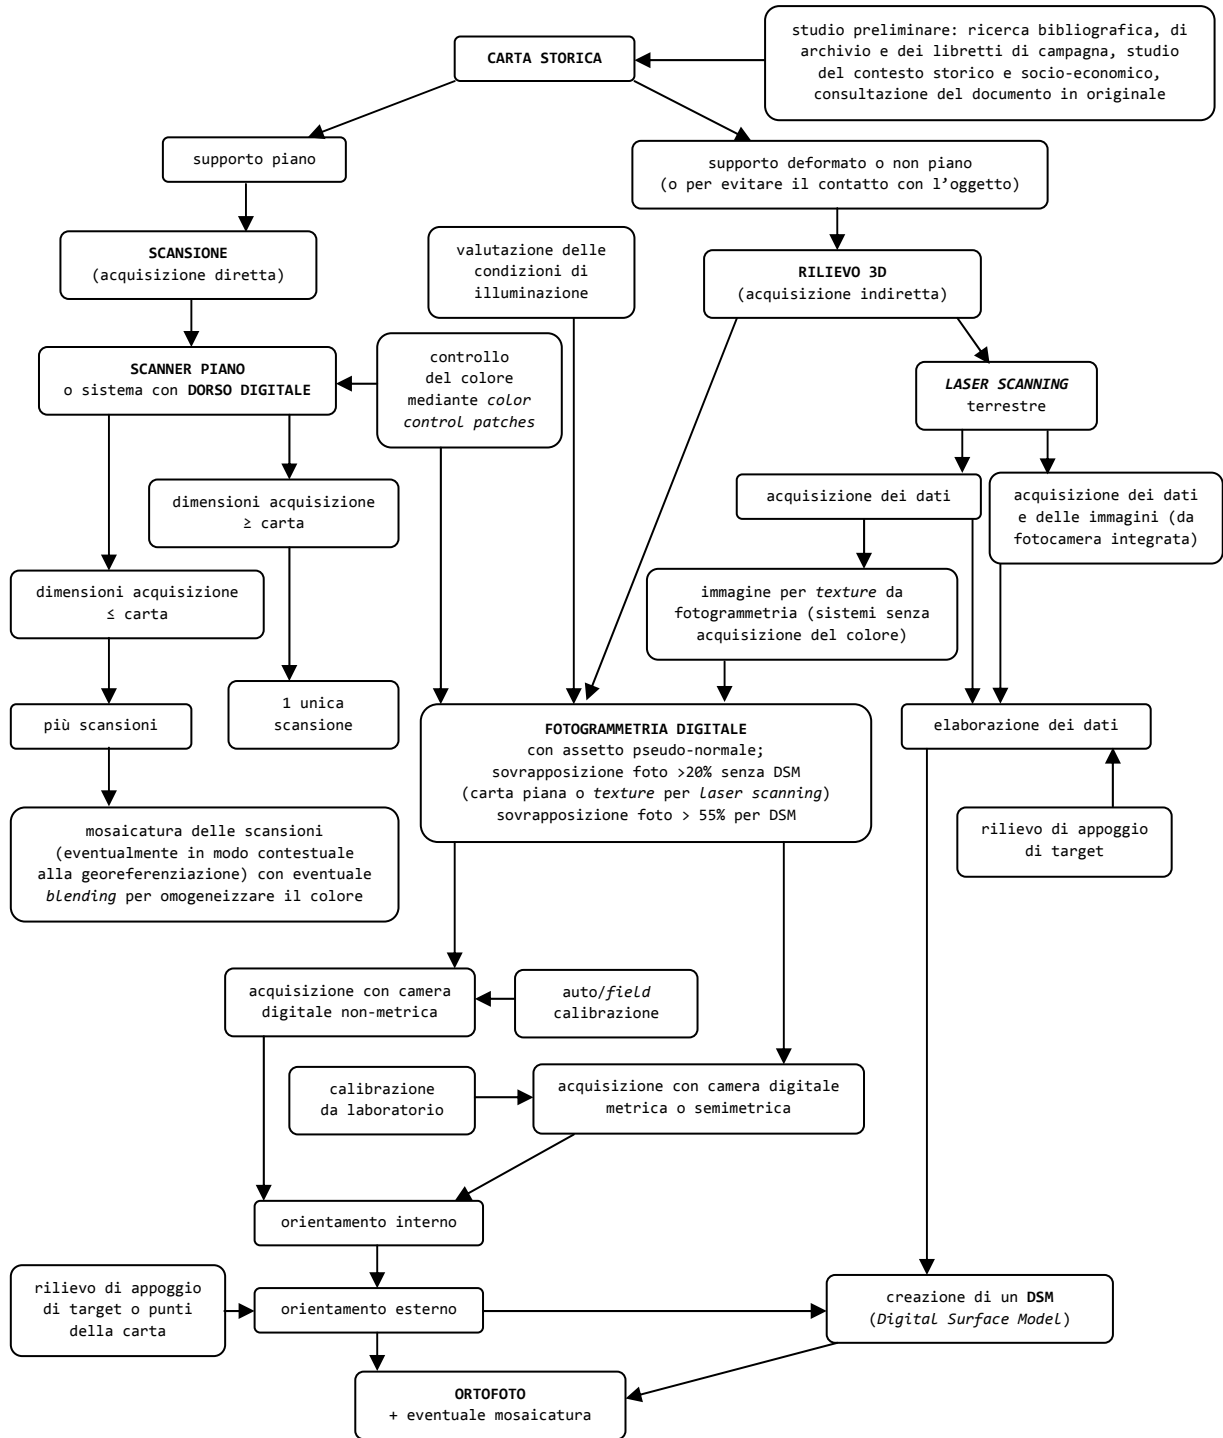 studio preliminare: ricerca bibliografica, di
archivio e dei libretti di campagna, studio
del contesto storico e socio-economico,
consultazione del documento in originale
CARTA STORICA
supporto piano
supporto deformato o non piano
(o per evitare il contatto con l’oggetto)
SCANSIONE
(acquisizione diretta)
valutazione delle
condizioni di
illuminazione
RILIEVO 3D
(acquisizione indiretta)
SCANNER PIANO
o sistema con DORSO DIGITALE
controllo
del colore
mediante color
control patches
LASER SCANNING
terrestre
dimensioni acquisizione
≥ carta
acquisizione dei dati
acquisizione dei dati
e delle immagini (da
fotocamera integrata)
dimensioni acquisizione
≤ carta
immagine per texture da
fotogrammetria (sistemi senza
acquisizione del colore)
più scansioni
1 unica
scansione
FOTOGRAMMETRIA DIGITALE
con assetto pseudo-normale;
sovrapposizione foto >20% senza DSM
(carta piana o texture per laser scanning)
sovrapposizione foto > 55% per DSM
elaborazione dei dati
mosaicatura delle scansioni
(eventualmente in modo contestuale
alla georeferenziazione) con eventuale
blending per omogeneizzare il colore
rilievo di appoggio
di target
acquisizione con camera
digitale non-metrica
auto/field
calibrazione
calibrazione
da laboratorio
acquisizione con camera digitale
metrica o semimetrica
orientamento interno
rilievo di appoggio
di target o punti
della carta
orientamento esterno
creazione di un DSM
(Digital Surface Model)
ORTOFOTO
+ eventuale mosaicatura